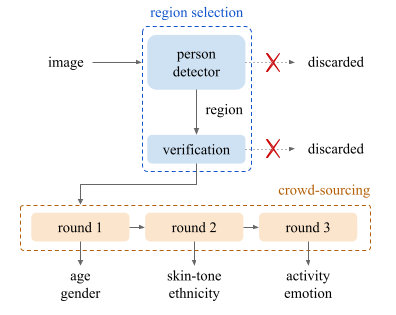 region selection
image
person
detector
discarded
region
verification
discarded
crowd-sourcing
round 1
round 2
round 3
age
gender
skin-tone
ethnicity
activity
emotion